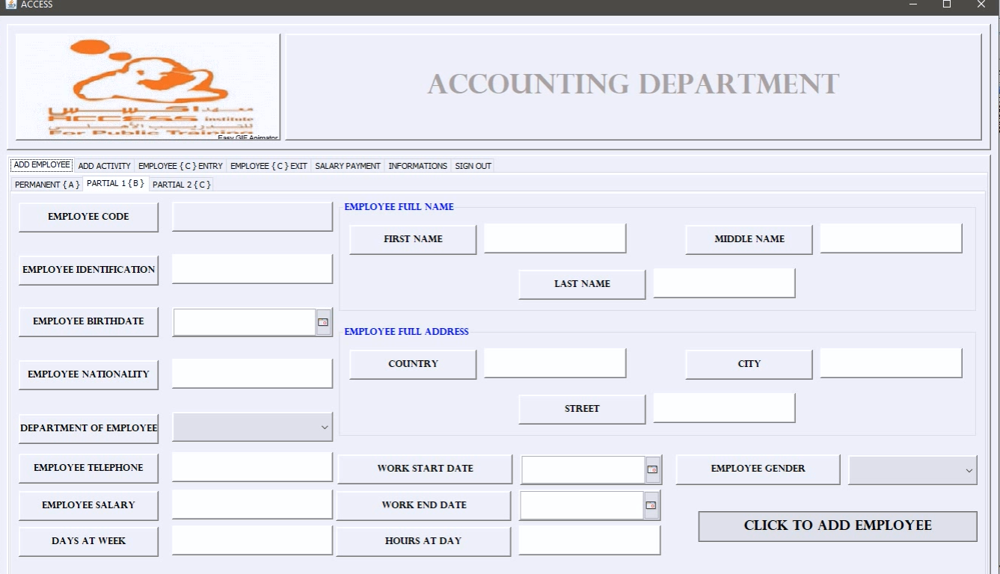 ACCESS
معهد اكسس
ACCESS institute
للتدريب الأهلي
For Public Training
Easy GIF Animator
ACCOUNTING DEPARTMENT
ADD EMPLOYEE ADD ACTIVITY EMPLOYEE { C } ENTRY EMPLOYEE { C } EXIT SALARY PAYMENT INFORMATIONS SIGN OUT
PERMANENT { A } PARTIAL 1 { B } PARTIAL 2 { C }
EMPLOYEE CODE
EMPLOYEE IDENTIFICATION
EMPLOYEE BIRTHDATE
EMPLOYEE NATIONALITY
DEPARTMENT OF EMPLOYEE
EMPLOYEE FULL NAME
FIRST NAME MIDDLE NAME
LAST NAME
EMPLOYEE FULL ADDRESS
COUNTRY CITY
STREET
EMPLOYEE TELEPHONE WORK START DATE EMPLOYEE GENDER
EMPLOYEE SALARY WORK END DATE
CLICK TO ADD EMPLOYEE
DAYS AT WEEK HOURS AT DAY